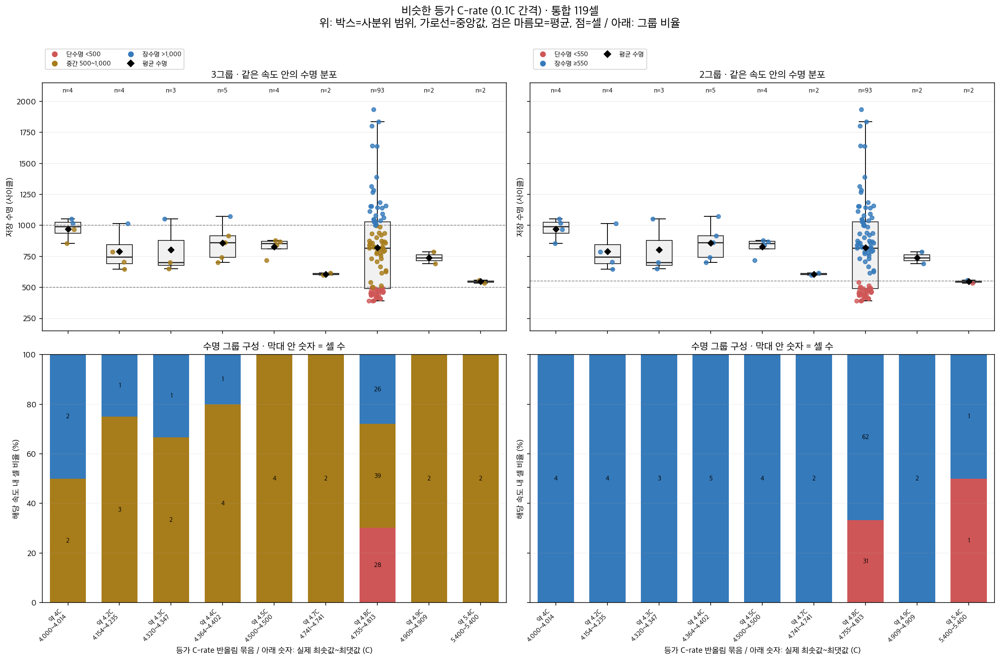 비슷한 등가 C-rate (0.1C 간격) · 통합 119셀
위: 박스=사분위 범위, 가로선=중앙값, 검은 마름모=평균, 점=셀 / 아래: 그룹 비율
단수명 <500
중간 500~1,000
장수명 >1,000
평균 수명
단수명 <550
장수명 ≥550
평균 수명
3그룹 · 같은 속도 안의 수명 분포
n=4 n=4 n=3 n=5 n=4 n=2 n=93 n=2 n=2
저장 수명 (사이클)
2000
1750
1500
1250
1000
750
500
250
2그룹 · 같은 속도 안의 수명 분포
n=4 n=4 n=3 n=5 n=4 n=2 n=93 n=2 n=2
저장 수명 (사이클)
수명 그룹 구성 · 막대 안 숫자 = 셀 수
해당 속도 내 셀 비율 (%)
100
80
60
40
20
0
2 1 1 1 26
2 3 2 4 4 2 39 2 2
28
약 4C
4.000~4.014
약 4.2C
4.154~4.235
약 4.3C
4.320~4.347
약 4.4C
4.364~4.402
약 4.5C
4.500~4.500
약 4.7C
4.741~4.741
약 4.8C
4.755~4.813
약 4.9C
4.909~4.909
약 5.4C
5.400~5.400
등가 C-rate 반올림 묶음 / 아래 숫자: 실제 최솟값~최댓값 (C)
수명 그룹 구성 · 막대 안 숫자 = 셀 수
해당 속도 내 셀 비율 (%)
4 4 3 5 4 2 62 2 1
31 1
약 4C
4.000~4.014
약 4.2C
4.154~4.235
약 4.3C
4.320~4.347
약 4.4C
4.364~4.402
약 4.5C
4.500~4.500
약 4.7C
4.741~4.741
약 4.8C
4.755~4.813
약 4.9C
4.909~4.909
약 5.4C
5.400~5.400
등가 C-rate 반올림 묶음 / 아래 숫자: 실제 최솟값~최댓값 (C)